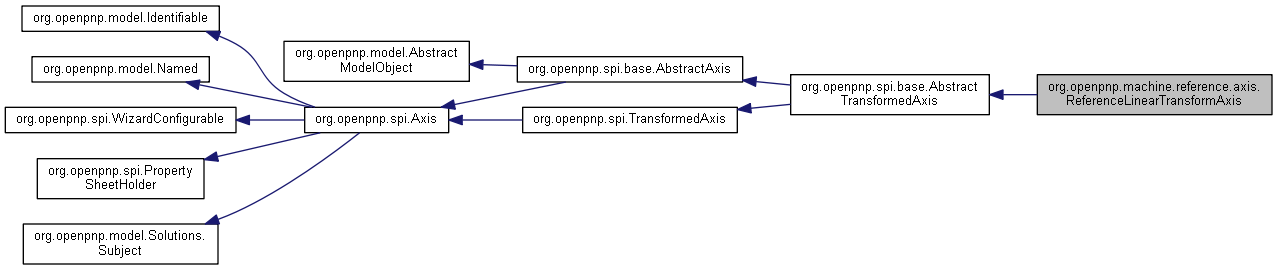 org.openpnp.model.Identifiable
org.openpnp.model.Named
org.openpnp.spi.WizardConfigurable
org.openpnp.spi.Property
SheetHolder
org.openpnp.model.Solutions.
Subject
org.openpnp.model.Abstract
ModelObject
org.openpnp.spi.Axis
org.openpnp.spi.base.AbstractAxis
org.openpnp.spi.TransformedAxis
org.openpnp.spi.base.Abstract
TransformedAxis
org.openpnp.machine.reference.axis.
ReferenceLinearTransformAxis